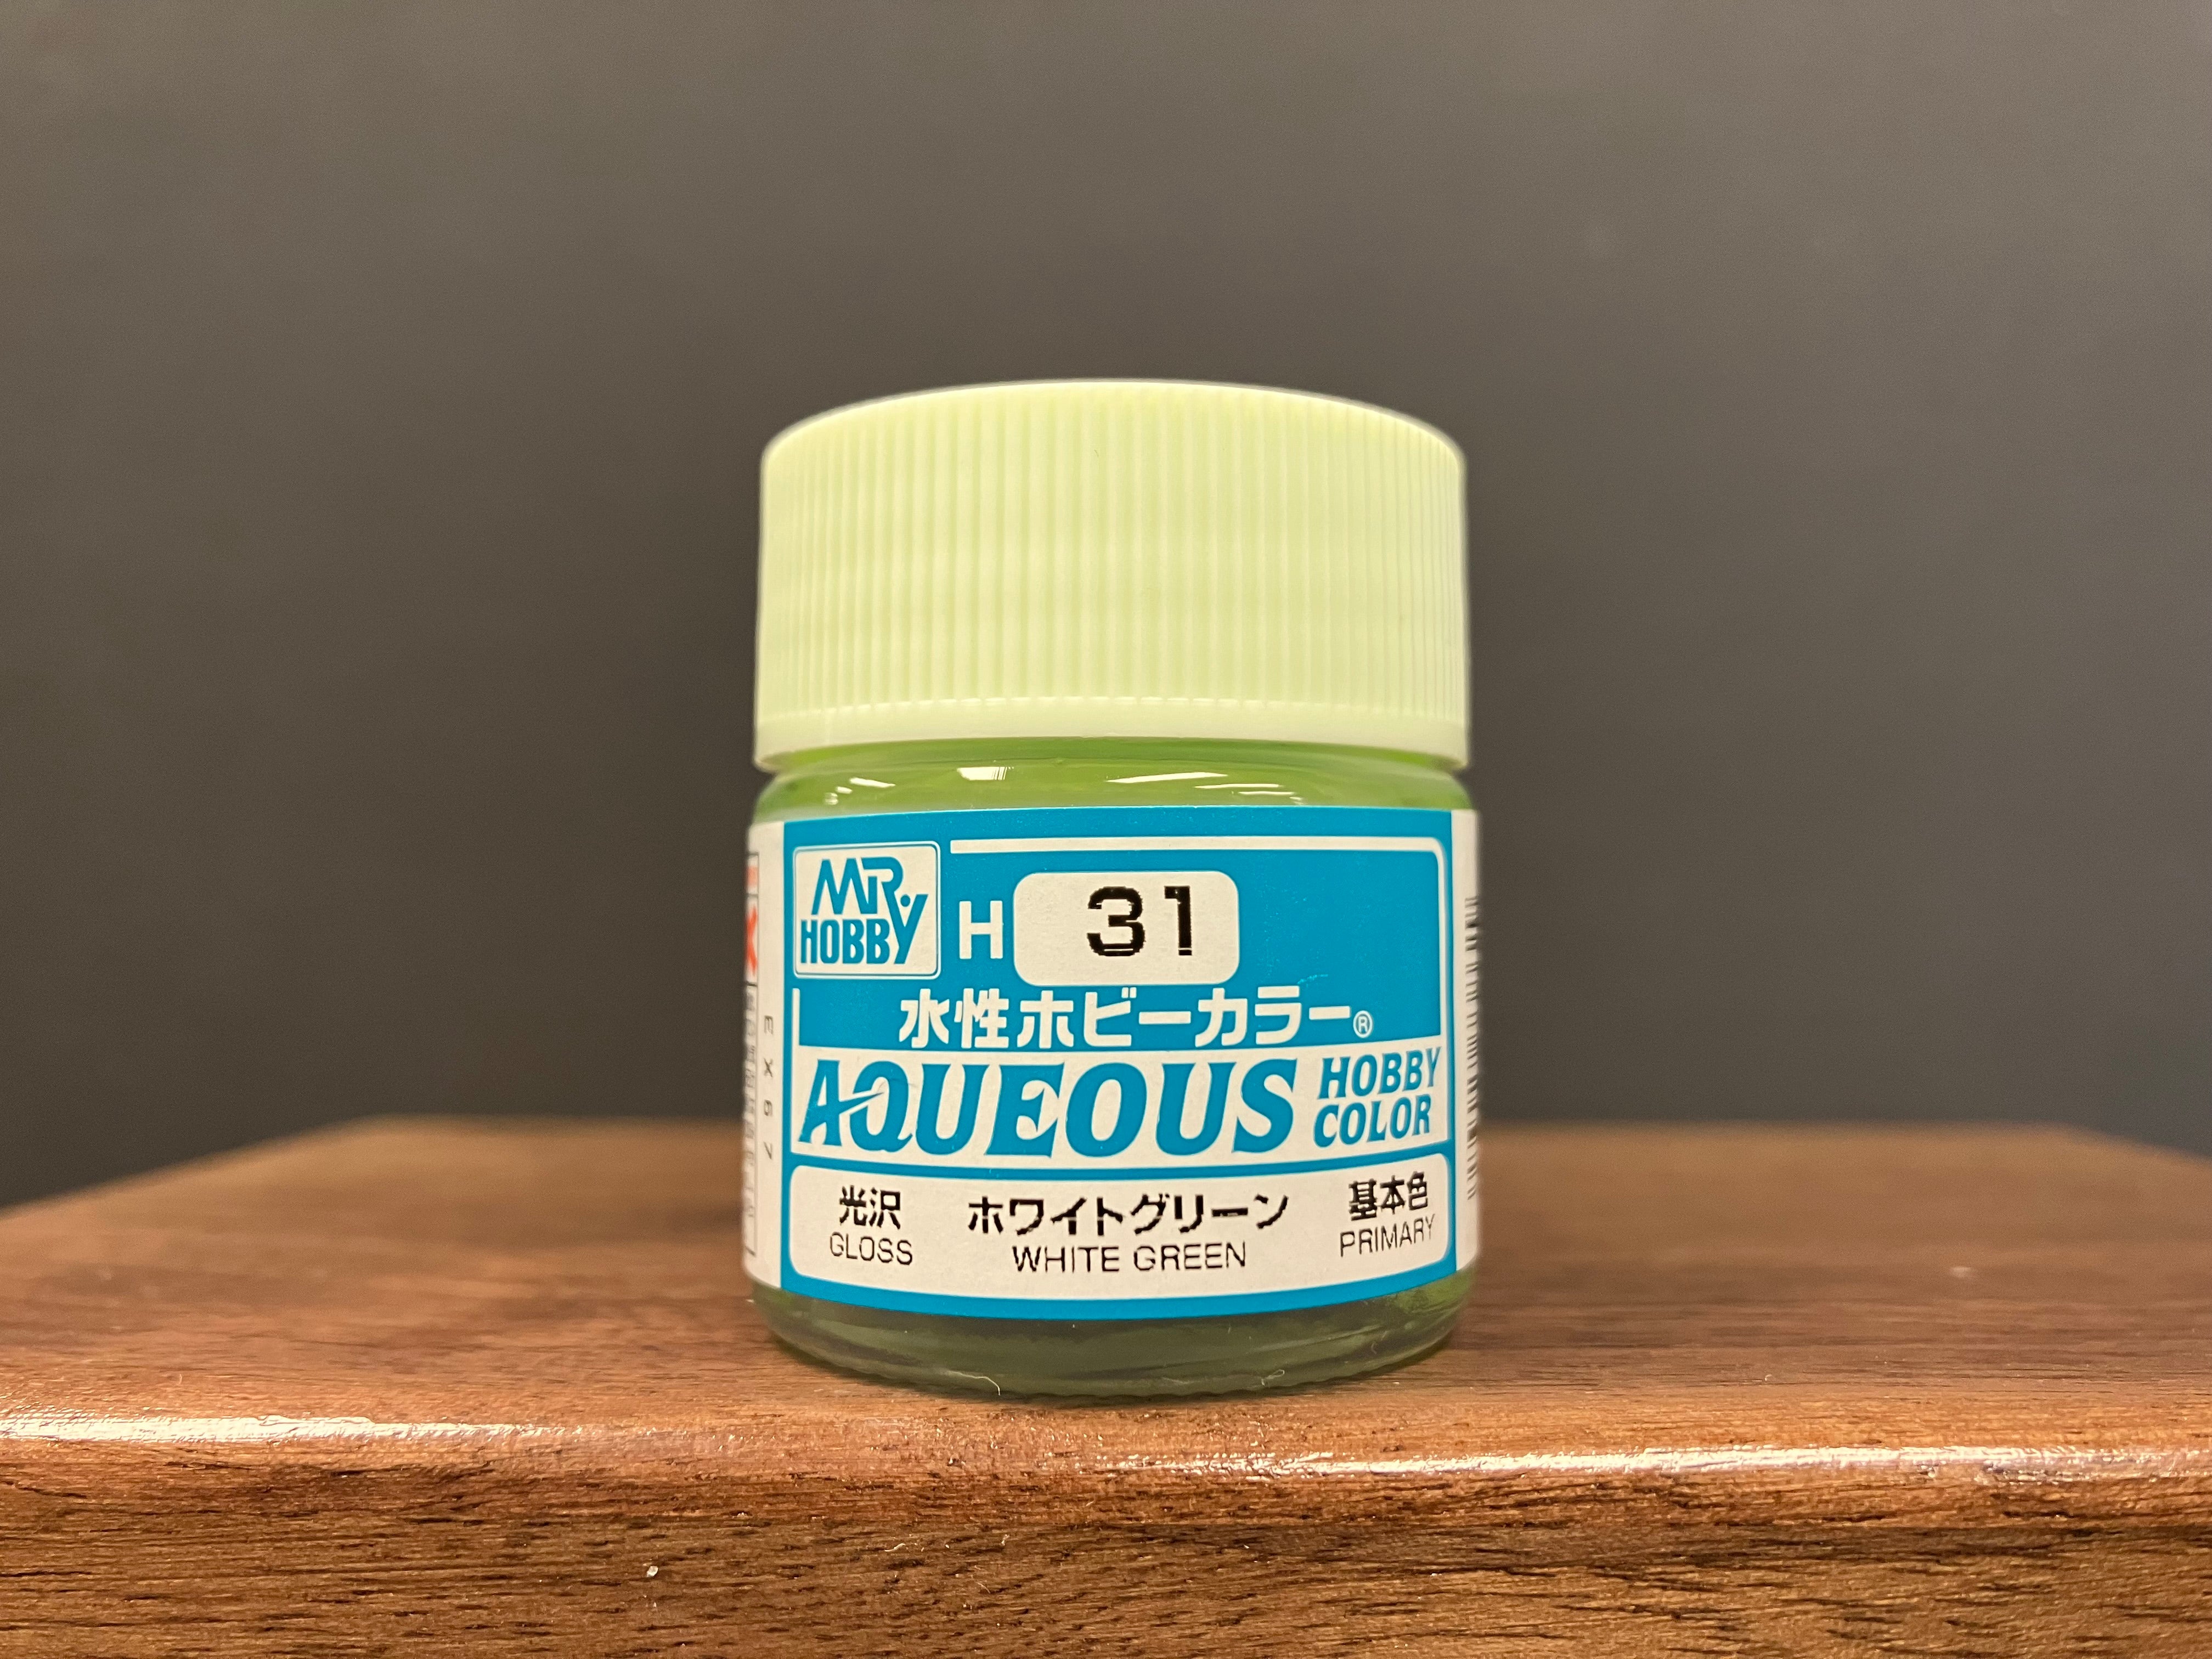 MR.
HOBBY
H 31
水性ホビーカラー®
AQUEOUS HOBBY
COLOR
光沢 ホワイトグリーン 基本色
GLOSS WHITE GREEN PRIMARY
EX67